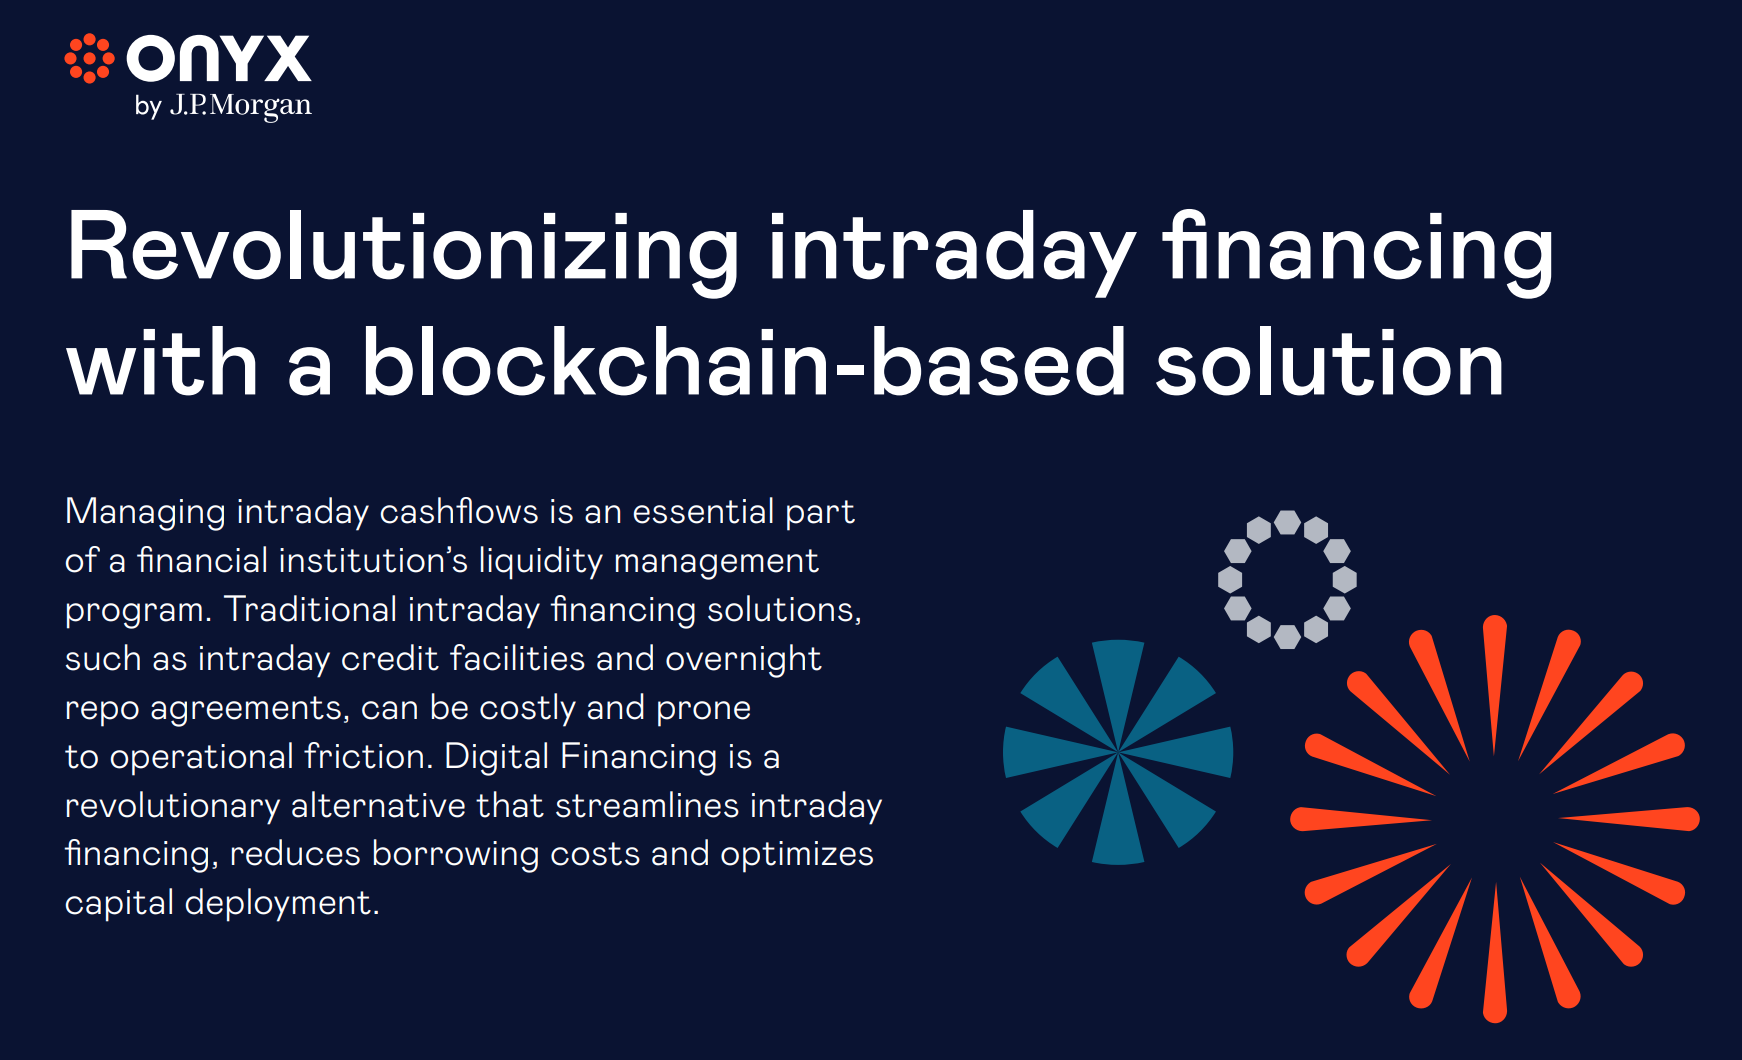 onyx
by J.P.Morgan
Revolutionizing intraday financing
with a blockchain-based solution
Managing intraday cashflows is an essential part
of a financial institution’s liquidity management
program. Traditional intraday financing solutions,
such as intraday credit facilities and overnight
repo agreements, can be costly and prone
to operational friction. Digital Financing is a
revolutionary alternative that streamlines intraday
financing, reduces borrowing costs and optimizes
capital deployment.